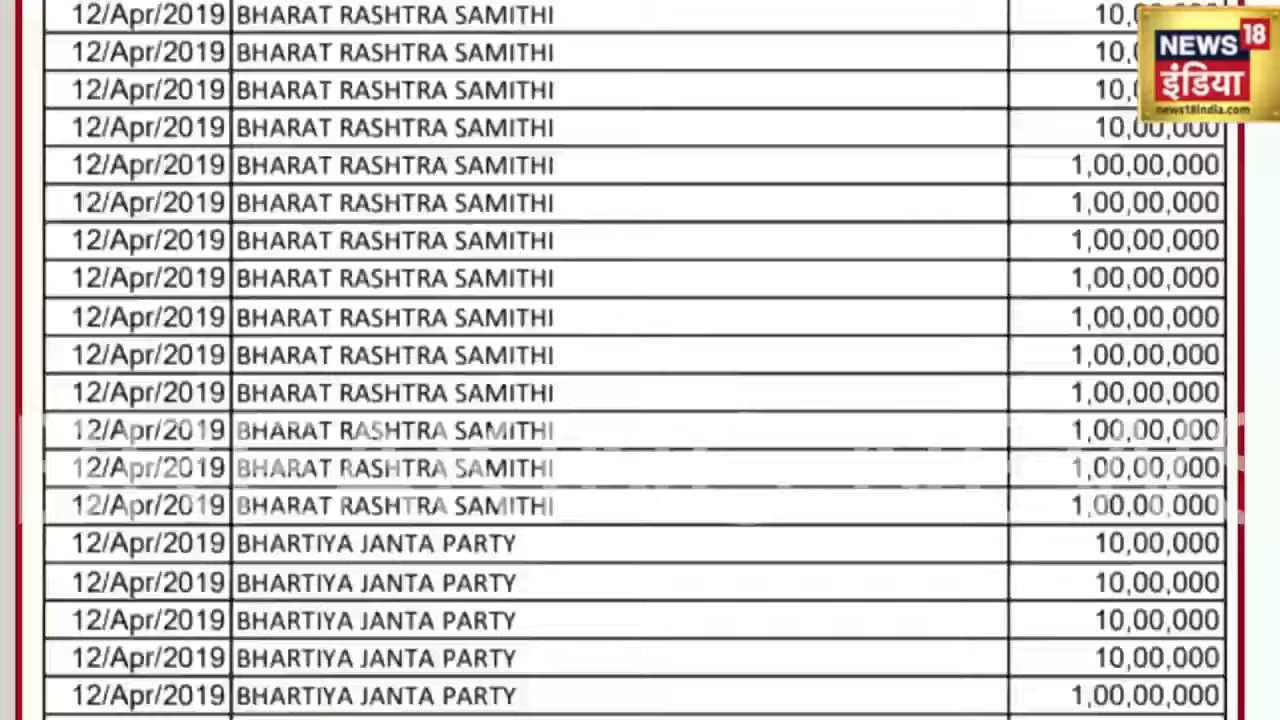 12/Apr/2019 BHARAT RASHTRA SAMITHI
12/Apr/2019 BHARAT RASHTRA SAMITHI
12/Apr/2019 BHARAT RASHTRA SAMITHI
12/Apr/2019 BHARAT RASHTRA SAMITHI 10,00,000
12/Apr/2019 BHARAT RASHTRA SAMITHI 1,00,00,000
12/Apr/2019 BHARAT RASHTRA SAMITHI 1,00,00,000
12/Apr/2019 BHARAT RASHTRA SAMITHI 1,00,00,000
12/Apr/2019 BHARAT RASHTRA SAMITHI 1,00,00,000
12/Apr/2019 BHARAT RASHTRA SAMITHI 1,00,00,000
12/Apr/2019 BHARAT RASHTRA SAMITHI 1,00,00,000
12/Apr/2019 BHARAT RASHTRA SAMITHI 1,00,00,000
12/Apr/2019 BHARAT RASHTRA SAMITHI 1,00,00,000
12/Apr/2019 BHARAT RASHTRA SAMITHI 1,00,00,000
12/Apr/2019 BHARAT RASHTRA SAMITHI 1,00,00,000
12/Apr/2019 BHARTIYA JANTA PARTY 10,00,000
12/Apr/2019 BHARTIYA JANTA PARTY 10,00,000
12/Apr/2019 BHARTIYA JANTA PARTY 10,00,000
12/Apr/2019 BHARTIYA JANTA PARTY 10,00,000
12/Apr/2019 BHARTIYA JANTA PARTY 1,00,00,000
NEWS 18
इंडिया
news18india.com